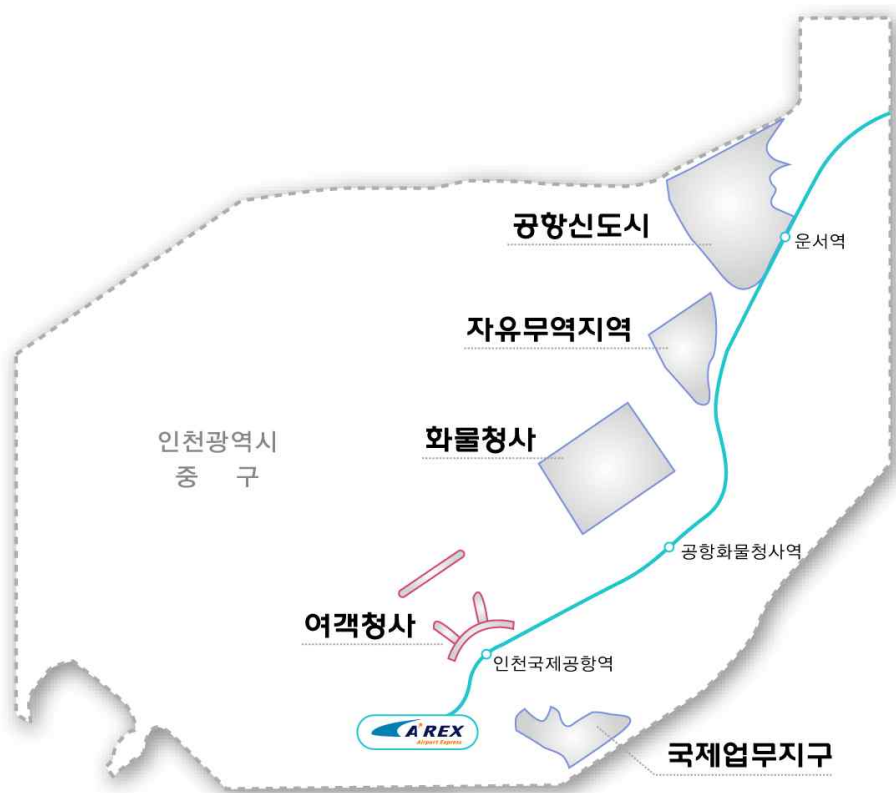 공항신도시
운서역
자유무역지역
인천광역시
중 구
화물청사
공항화물청사역
여객청사
인천국제공항역
A'REX
Airport Express
국제업무지구